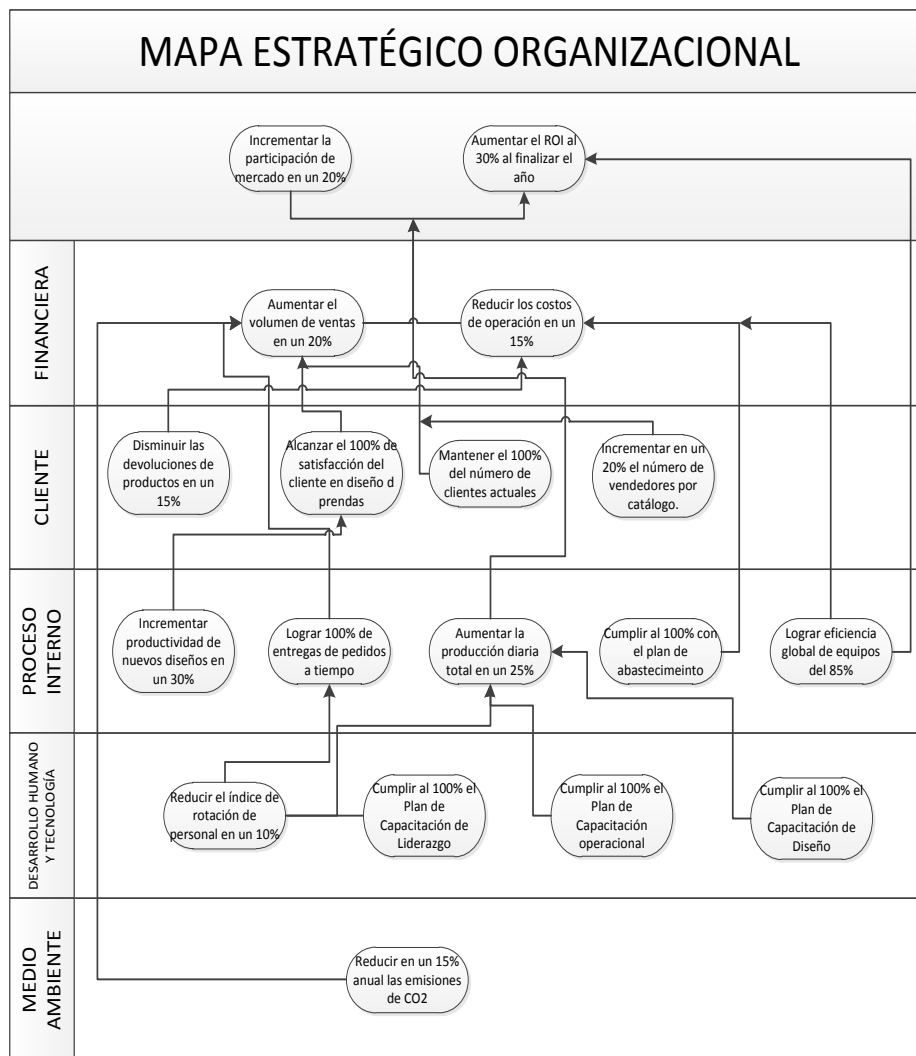 MAPA ESTRATÉGICO ORGANIZACIONAL
Incrementar la
participación de
mercado en un 20%
Aumentar el ROI al
30% al finalizar el
año
FINANCIERA
Aumentar el
volumen de ventas
en un 20%
Reducir los costos
de operación en un
15%
CLIENTE
Disminuir las
devoluciones de
productos en un
15%
Alcanzar el 100% de
satisfacción del
cliente en diseño d
prendas
Mantener el 100%
del número de
clientes actuales
Incrementar en un
20% el número de
vendedores por
catálogo.
PROCESO
INTERNO
Incrementar
productividad de
nuevos diseños en
un 30%
Lograr 100% de
entregas de pedidos
a tiempo
Aumentar la
producción diaria
total en un 25%
Cumplir al 100% con
el plan de
abastecimeinto
Lograr eficiencia
global de equipos
del 85%
DESARROLLO HUMANO
Y TECNOLOGÍA
Reducir el índice de
rotación de
personal en un 10%
Cumplir al 100% el
Plan de
Capacitación de
Liderazgo
Cumplir al 100% el
Plan de
Capacitación
operacional
Cumplir al 100% el
Plan de
Capacitación de
Diseño
MEDIO
AMBIENTE
Reducir en un 15%
anual las emisiones
de CO2